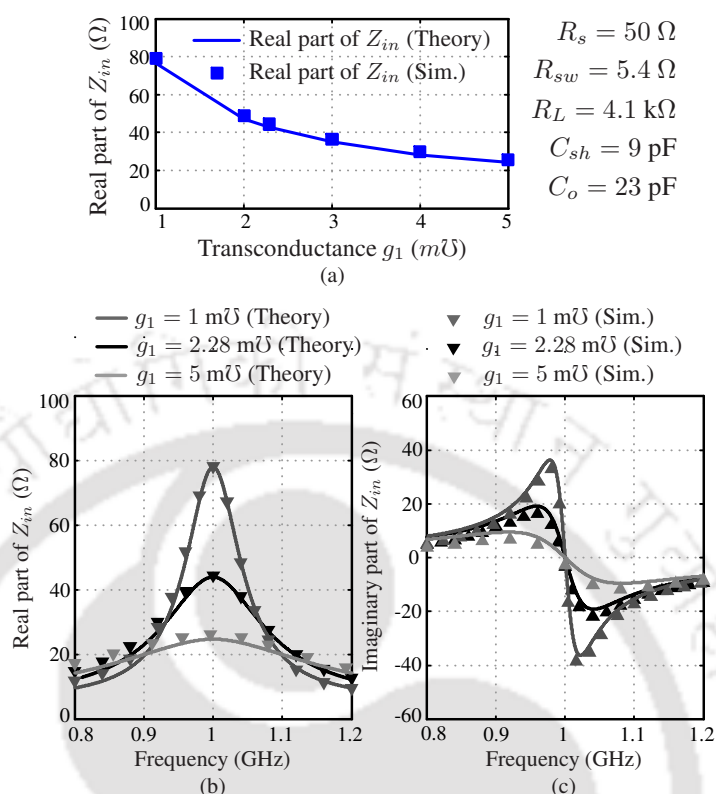 100
80
60
40
20
0
Real part of Z_in (Ω)
Real part of Z_in (Theory)
Real part of Z_in (Sim.)
1 2 3 4 5
Transconductance g_1 (m℧)
(a)
R_s = 50 Ω
R_sw = 5.4 Ω
R_L = 4.1 kΩ
C_sh = 9 pF
C_o = 23 pF
g_1 = 1 m℧ (Theory)
g_1 = 2.28 m℧ (Theory)
g_1 = 5 m℧ (Theory)
g_1 = 1 m℧ (Sim.)
g_1 = 2.28 m℧ (Sim.)
g_1 = 5 m℧ (Sim.)
100
80
60
40
20
0
Real part of Z_in (Ω)
0.8 0.9 1 1.1 1.2
Frequency (GHz)
(b)
60
40
20
0
-20
-40
-60
Imaginary part of Z_in (Ω)
0.8 0.9 1 1.1 1.2
Frequency (GHz)
(c)